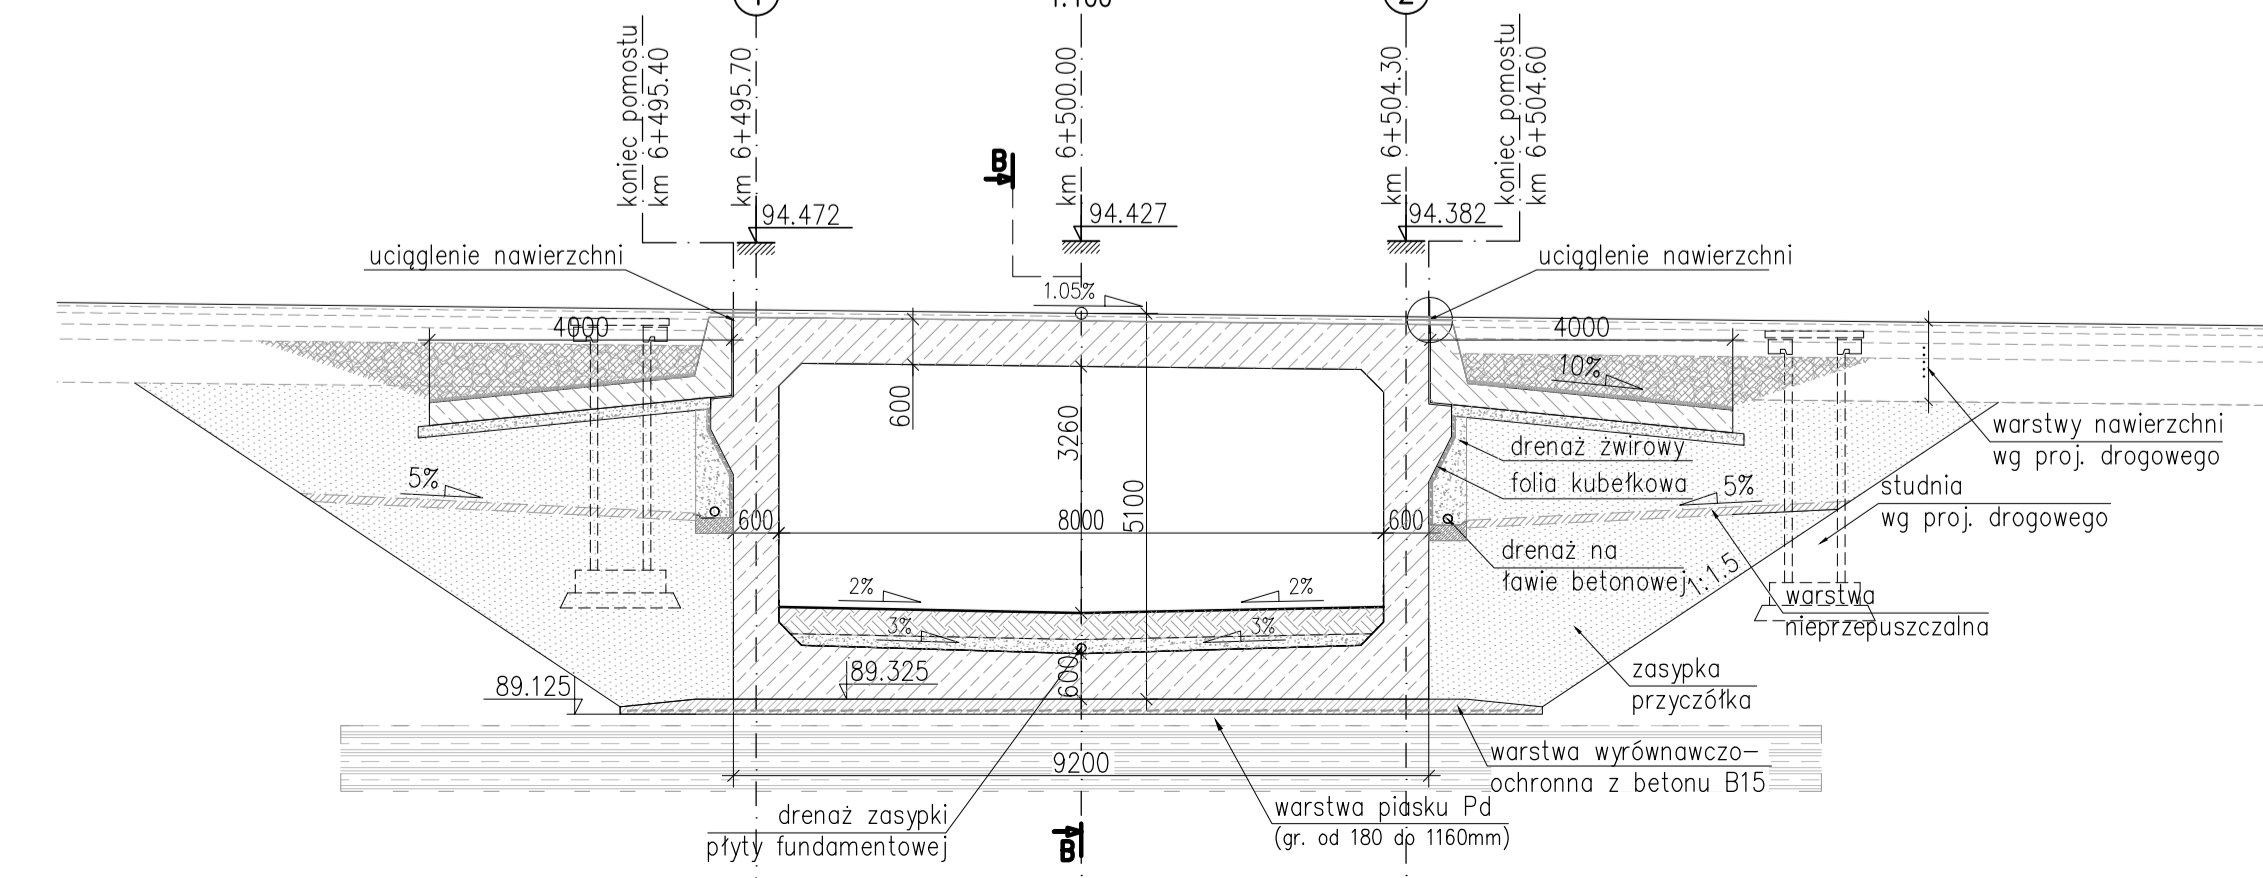 1
1:100
2
koniec pomostu
km 6+495.40
km 6+495.70
km 6+500.00
km 6+504.30
koniec pomostu
km 6+504.60
B
94.472
94.427
94.382
uciąglenie nawierzchni
uciąglenie nawierzchni
1.05%
4000
4000
10%
600
3260
5100
warstwy nawierzchni
wg proj. drogowego
drenaż żwirowy
folia kubełkowa
5%
5%
studnia
wg proj. drogowego
600
8000
600
drenaż na
ławie betonowej
1:1.5
2%
2%
warstwa
nieprzepuszczalna
3%
3%
600
89.325
89.125
zasypka
przyczółka
9200
warstwa wyrównawczo-
ochronna z betonu B15
drenaż zasypki
płyty fundamentowej
warstwa piasku Pd
(gr. od 180 do 1160mm)
B